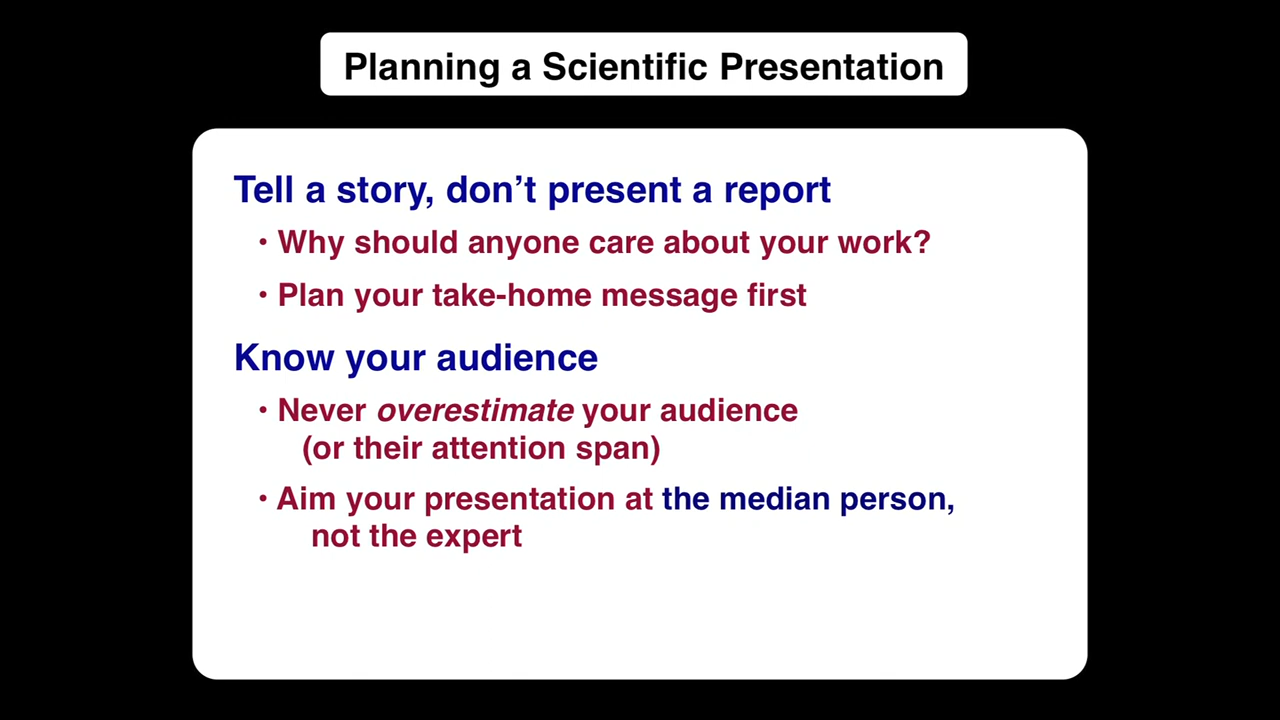 Planning a Scientific Presentation
Tell a story, don’t present a report
• Why should anyone care about your work?
• Plan your take-home message first
Know your audience
• Never overestimate your audience
(or their attention span)
• Aim your presentation at the median person,
not the expert